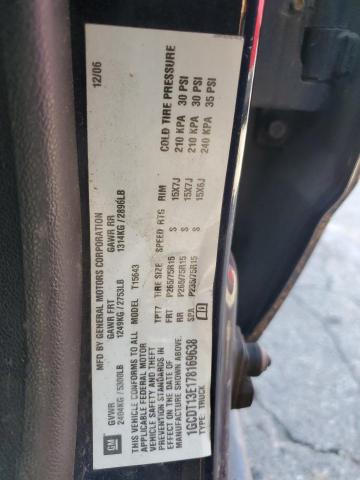 GM
MFD BY GENERAL MOTORS CORPORATION 12/06
GVWR GAWR FRT GAWR RR
2404KG / 5300LB 1249KG / 2753LB 1314KG / 2896LB
THIS VEHICLE CONFORMS TO ALL MODEL T15643
APPLICABLE FEDERAL MOTOR
VEHICLE SAFETY AND THEFT
PREVENTION STANDARDS IN EFFECT
ON THE DATE OF MANUFACTURE SHOWN ABOVE.
1GCDT13E178169638
TYPE: TRUCK
TPT7 TIRE SIZE SPEED RTG RIM COLD TIRE PRESSURE
FRT P265/75R15 S 15X7J 210 KPA 30 PSI
RR P265/75R15 S 15X7J 210 KPA 30 PSI
SPA P235/75R15 S 15X6J 240 KPA 35 PSI